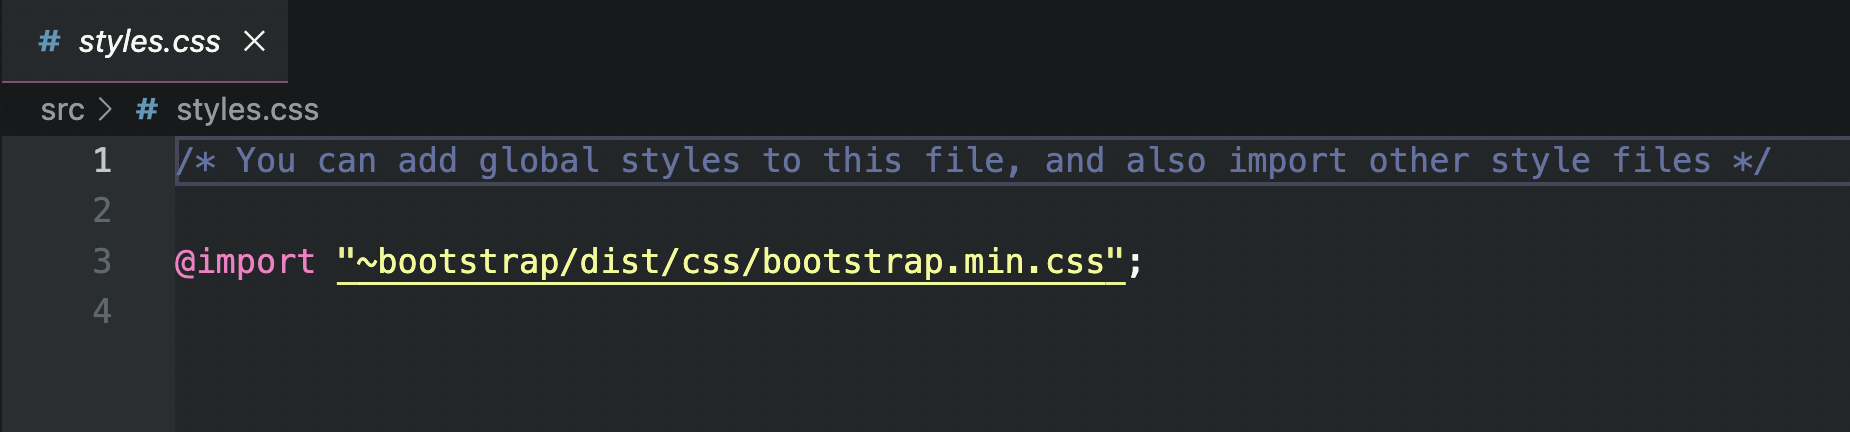 # styles.css ×
src > # styles.css
1 /* You can add global styles to this file, and also import other style files */
2
3 @import "~bootstrap/dist/css/bootstrap.min.css";
4